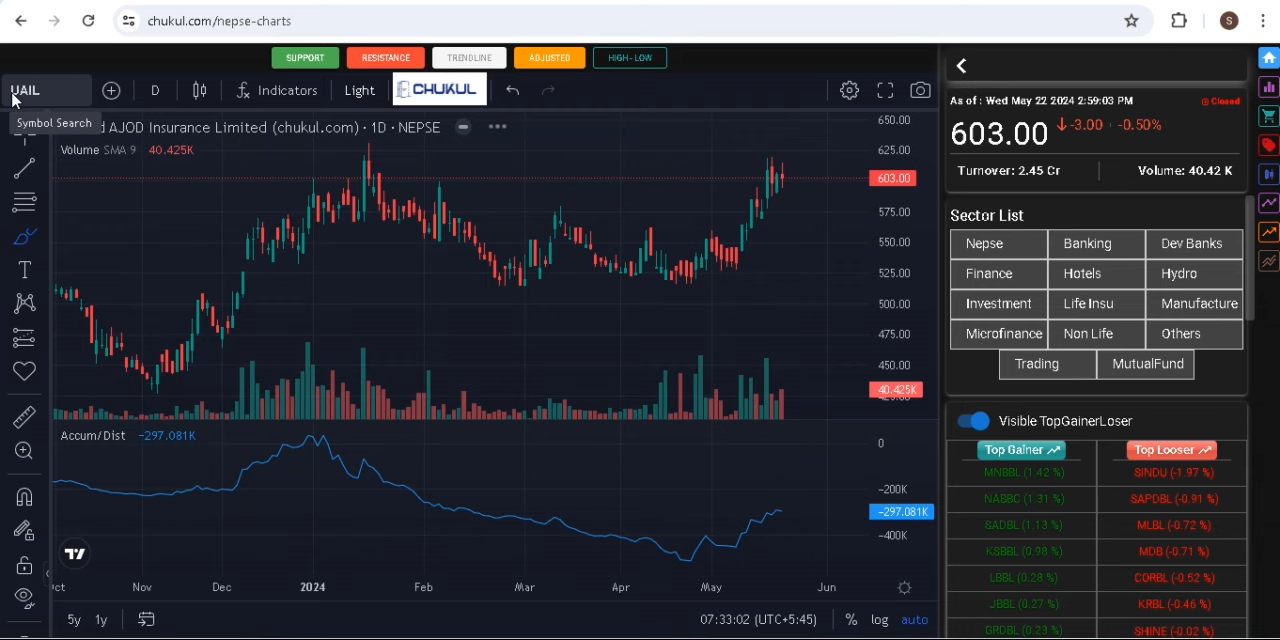 chukul.com/nepse-charts
S
SUPPORT RESISTANCE TRENDLINE ADJUSTED HIGH - LOW
UAIL D Indicators Light CHUKUL
Symbol Search
d AJOD Insurance Limited (chukul.com) · 1D · NEPSE
Volume SMA 9 40.425K
650.00
625.00
603.00
575.00
550.00
525.00
500.00
475.00
450.00
40.425K
Accum/Dist −297.081K
0
−200K
−297.081K
−400K
Nov Dec 2024 Feb Mar Apr May Jun
5y 1y 07:33:02 (UTC+5:45) % log auto
As of : Wed May 22 2024 2:59:03 PM Closed
603.00 -3.00 -0.50%
Turnover: 2.45 Cr Volume: 40.42 K
Sector List
Nepse Banking Dev Banks
Finance Hotels Hydro
Investment Life Insu Manufacture
Microfinance Non Life Others
Trading MutualFund
Visible TopGainerLoser
Top Gainer Top Looser
MNBBL (1.42 %) SINDU (-1.97 %)
NABBC (1.31 %) SAPDBL (-0.91 %)
SADBL (1.13 %) MLBL (-0.72 %)
KSBBL (0.98 %) MDB (-0.71 %)
LBBL (0.28 %) CORBL (-0.52 %)
JBBL (0.27 %) KRBL (-0.46 %)
GRDBL (0.23 %) SHINE (-0.02 %)